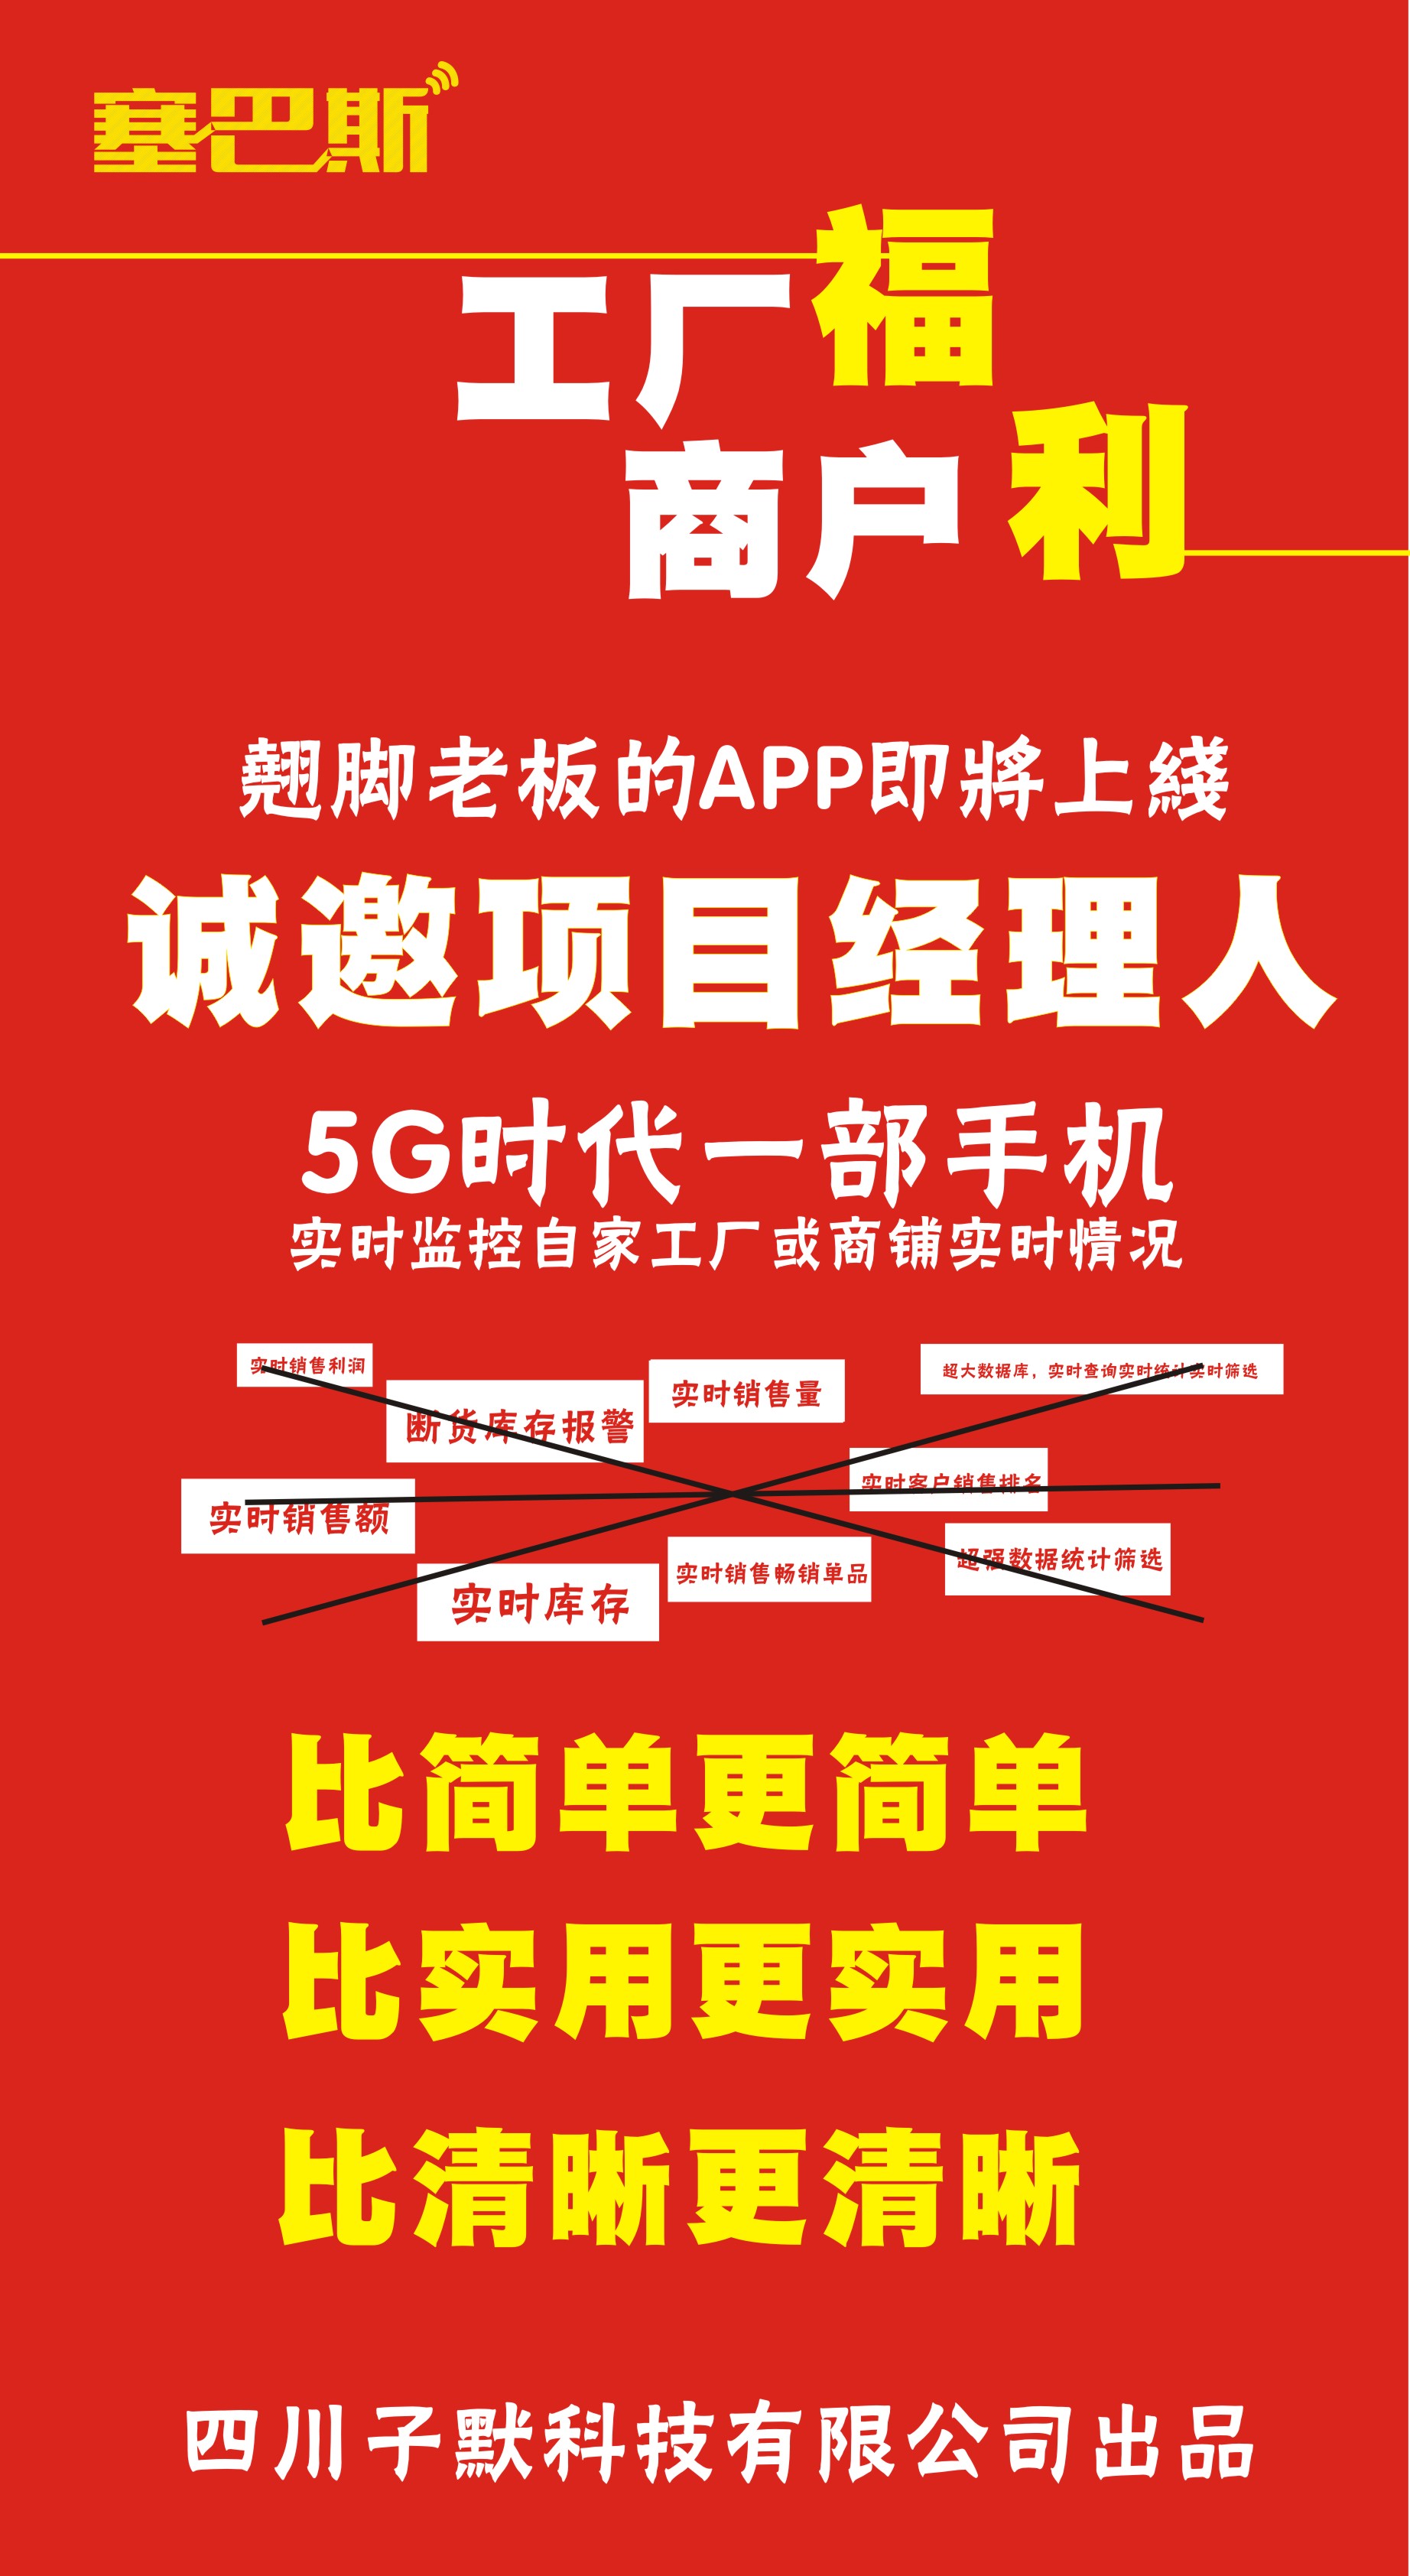 塞巴斯
工厂福
商户利
翘脚老板的APP即將上綫
诚邀项目经理人
5G时代一部手机
实时监控自家工厂或商铺实时情况
实时销售利润
断货库存报警
实时销售量
超大数据库，实时查询实时统计实时筛选
实时销售额
实时客户销售排名
实时库存
实时销售畅销单品
超强数据统计筛选
比简单更简单
比实用更实用
比清晰更清晰
四川子默科技有限公司出品